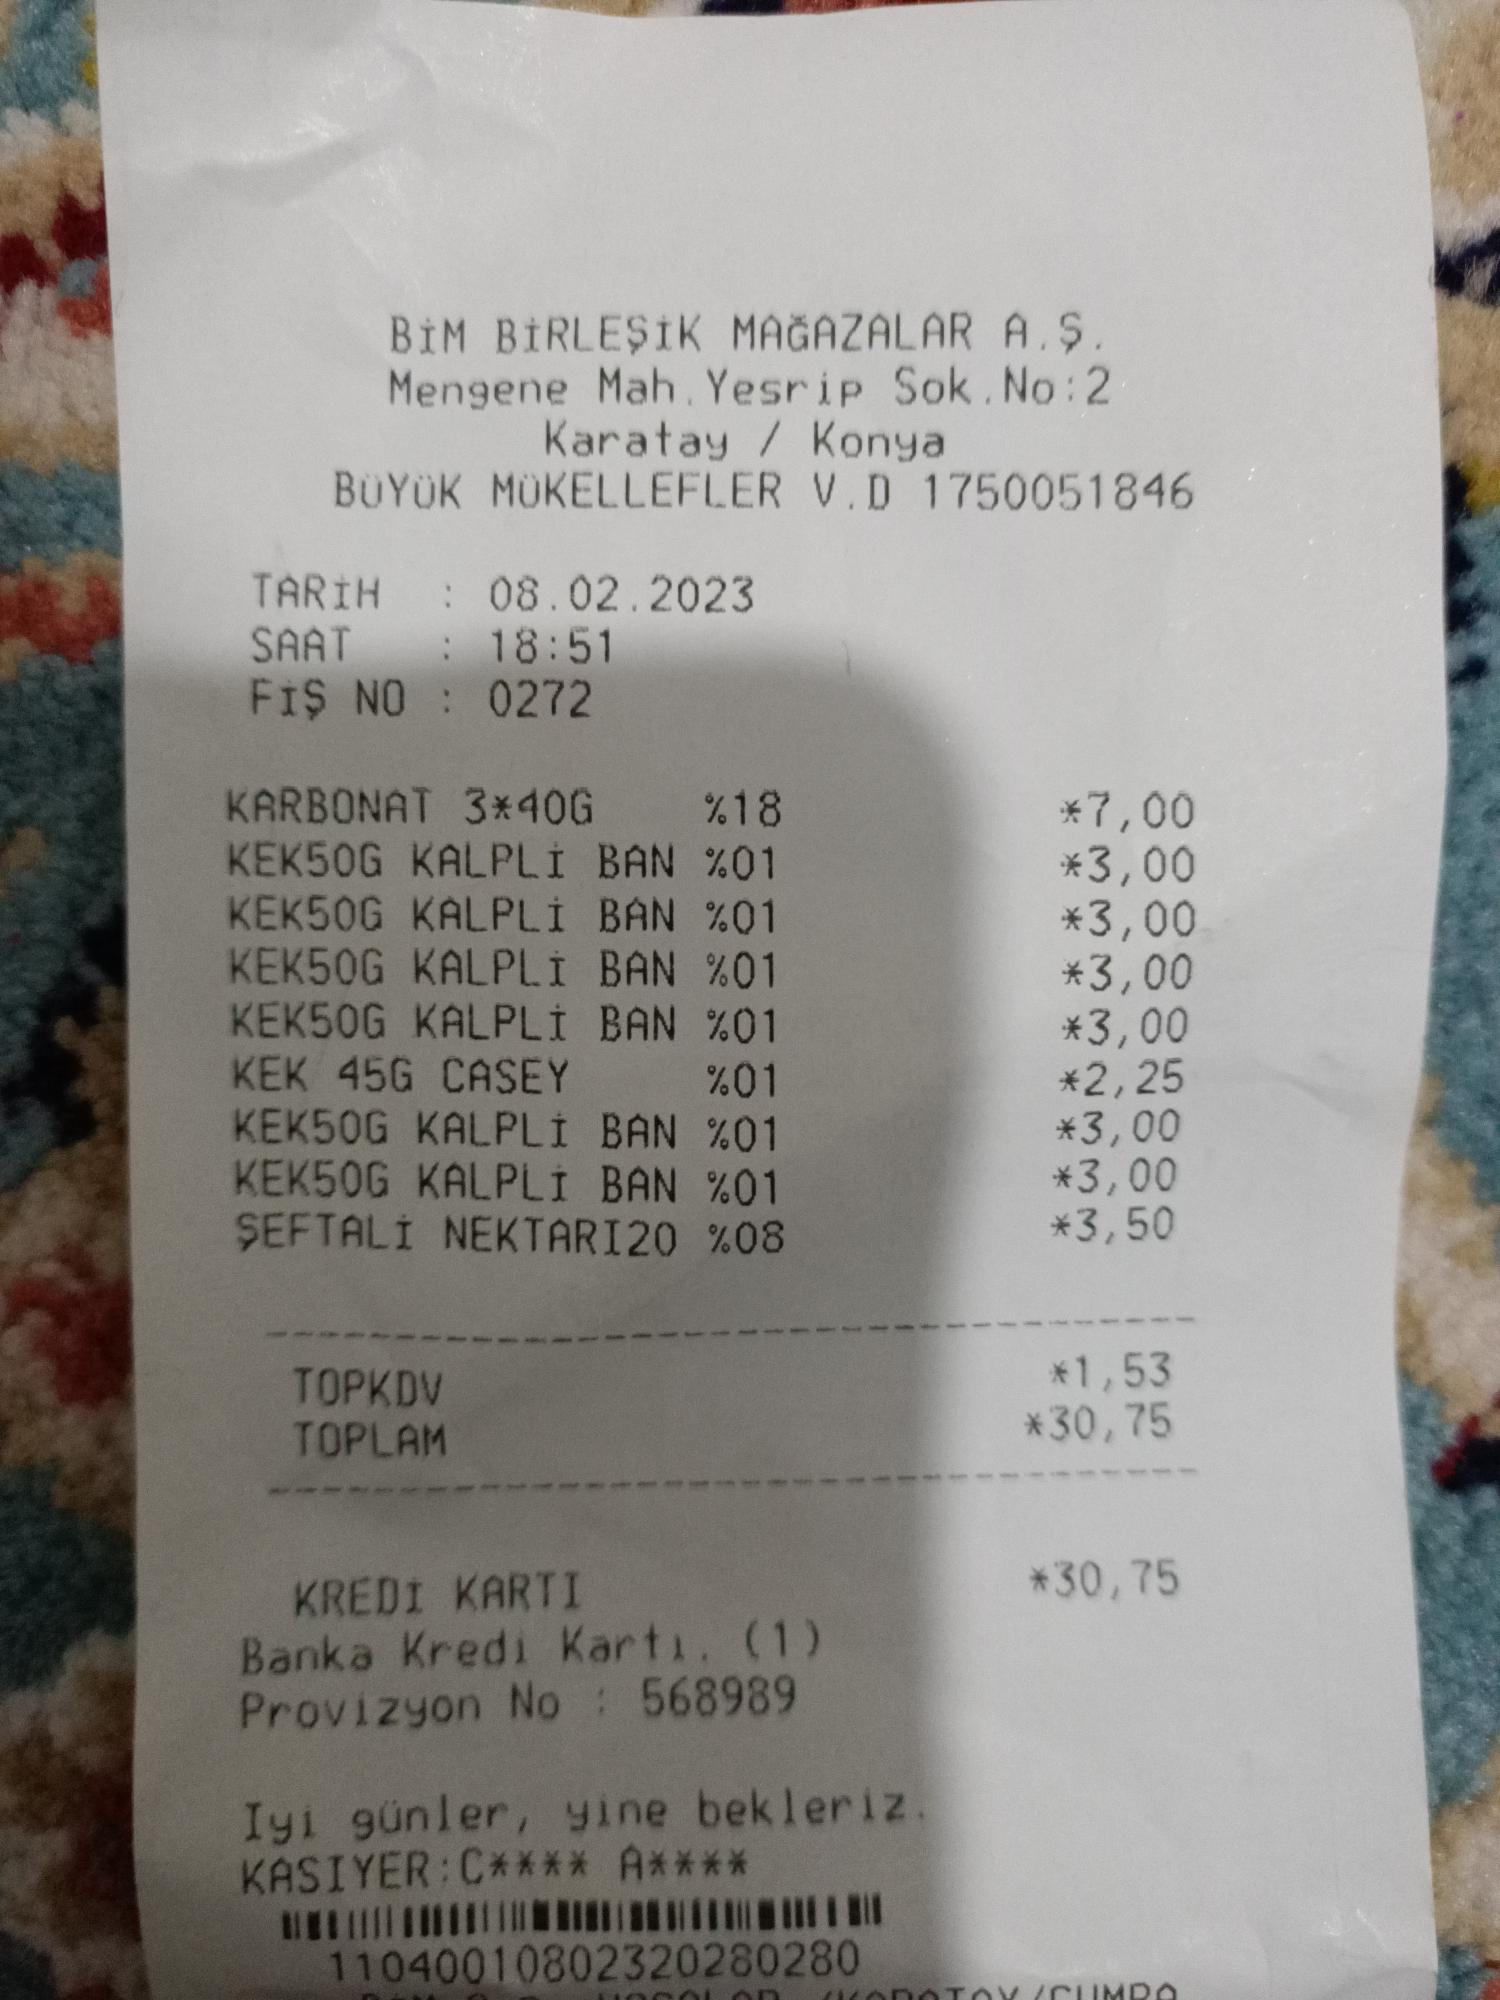 BİM BİRLEŞİK MAĞAZALAR A.Ş.
Mengene Mah.Yesrip Sok.No:2
Karatay / Konya
BÜYÜK MÜKELLEFLER V.D 1750051846
TARİH : 08.02.2023
SAAT : 18:51
FİŞ NO : 0272
KARBONAT 3*40G %18 *7,00
KEK50G KALPLİ BAN %01 *3,00
KEK50G KALPLİ BAN %01 *3,00
KEK50G KALPLİ BAN %01 *3,00
KEK50G KALPLİ BAN %01 *3,00
KEK 45G CASEY %01 *2,25
KEK50G KALPLİ BAN %01 *3,00
KEK50G KALPLİ BAN %01 *3,00
ŞEFTALİ NEKTARI20 %08 *3,50
TOPKDV *1,53
TOPLAM *30,75
KREDİ KARTI *30,75
Banka Kredi Kartı. (1)
Provizyon No : 568989
Iyi günler, yine bekleriz.
KASIYER:C**** A****
11040010802320280280
/KARATAY/ÇUMRA